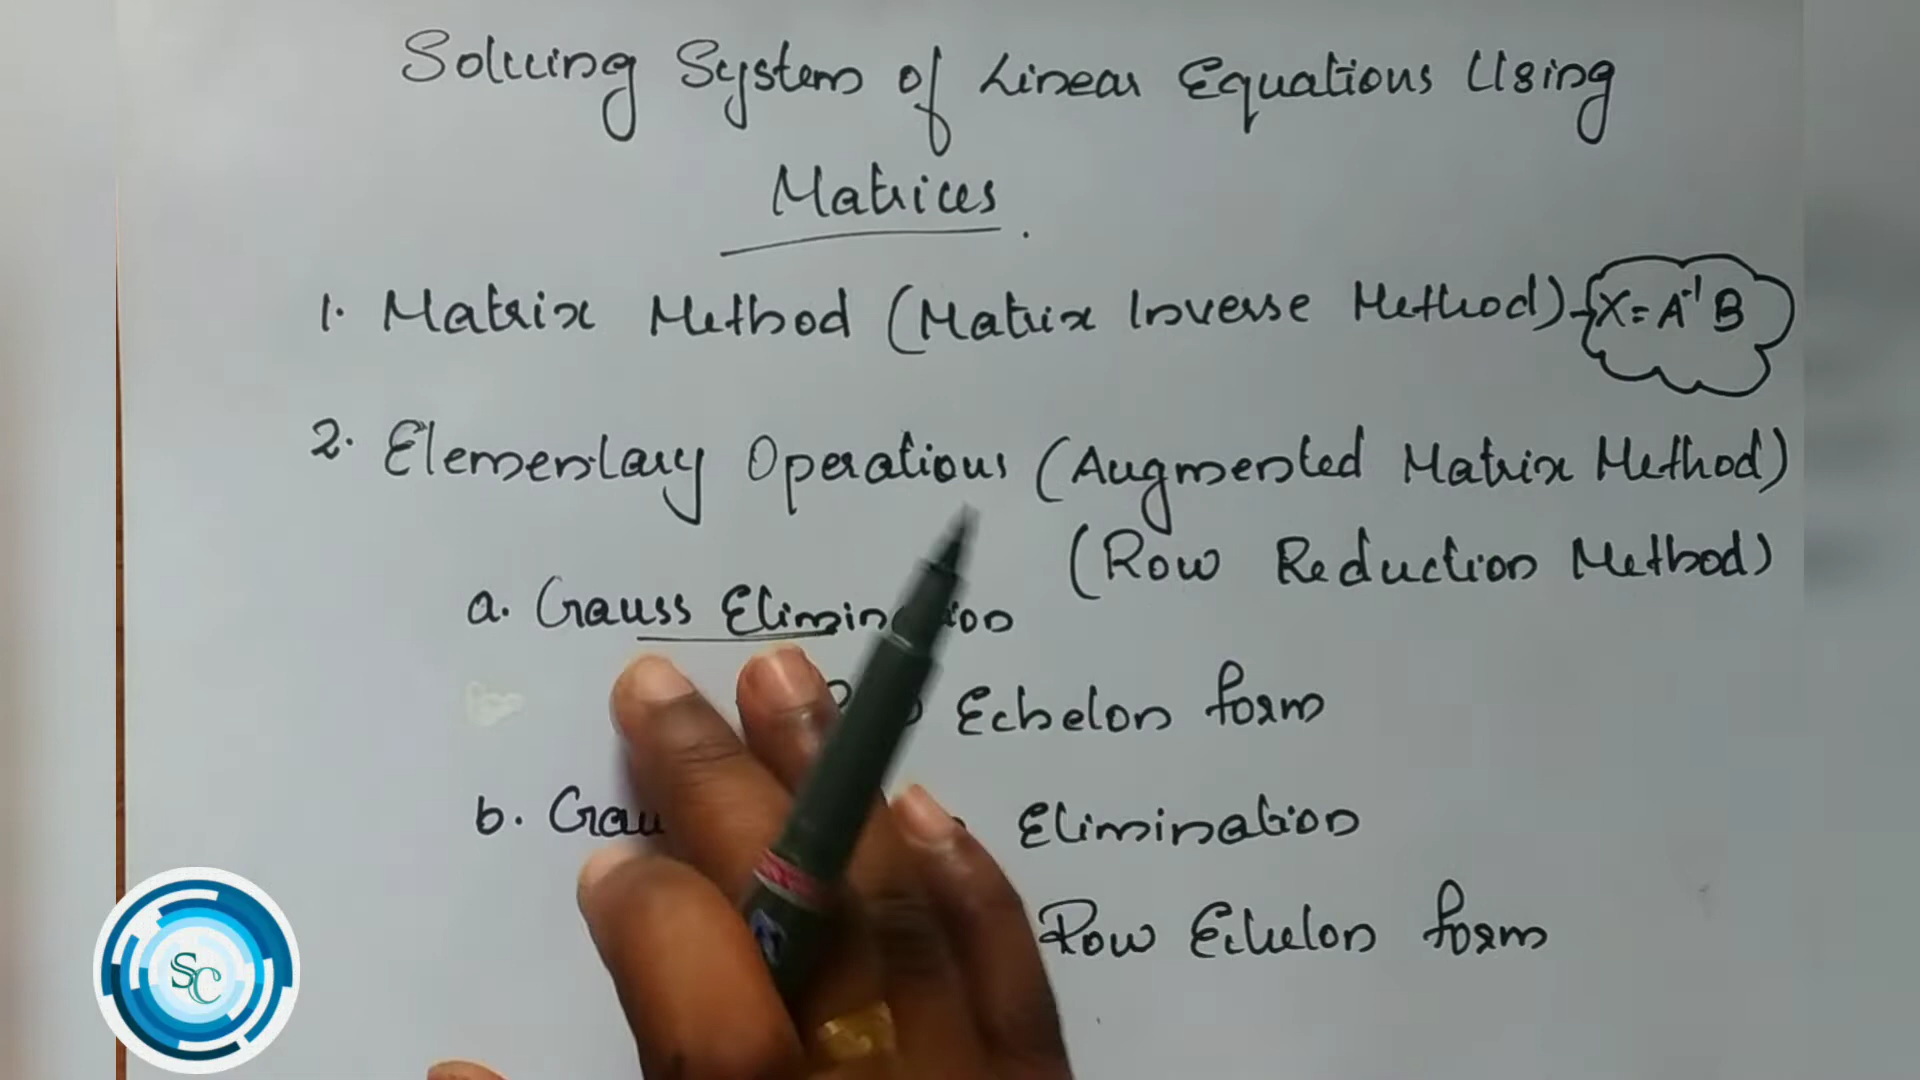 Solving System of Linear Equations Using
Matrices.
1. Matrix Method (Matrix Inverse Method) - X = A⁻¹B
2. Elementary Operations (Augmented Matrix Method)
(Row Reduction Method)
a. Gauss Elimination
Echelon form
b. Elimination
Row Echelon form
SC